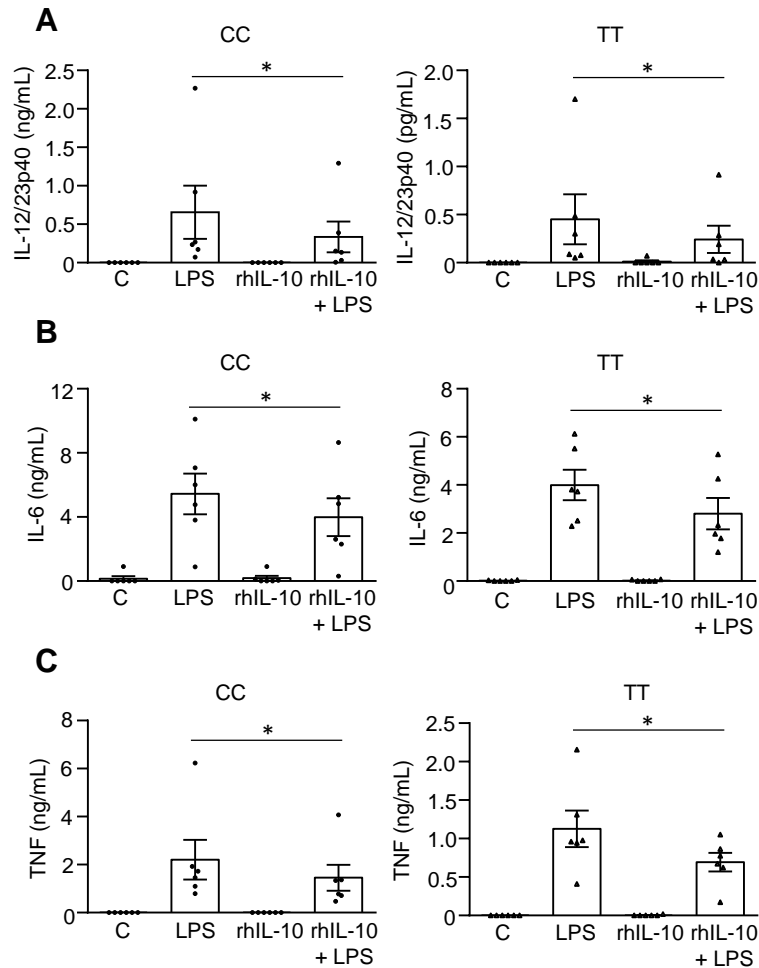 A
CC
TT
IL-12/23p40 (ng/mL)
2.5
2.0
1.5
1.0
0.5
0
*
C
LPS
rhIL-10
rhIL-10
+ LPS
IL-12/23p40 (pg/mL)
2.0
1.5
1.0
0.5
0
*
C
LPS
rhIL-10
rhIL-10
+ LPS
B
CC
TT
IL-6 (ng/mL)
12
8
4
0
*
C
LPS
rhIL-10
rhIL-10
+ LPS
IL-6 (ng/mL)
8
6
4
2
0
*
C
LPS
rhIL-10
rhIL-10
+ LPS
C
CC
TT
TNF (ng/mL)
8
6
4
2
0
*
C
LPS
rhIL-10
rhIL-10
+ LPS
TNF (ng/mL)
2.5
2.0
1.5
1.0
0.5
0
*
C
LPS
rhIL-10
rhIL-10
+ LPS